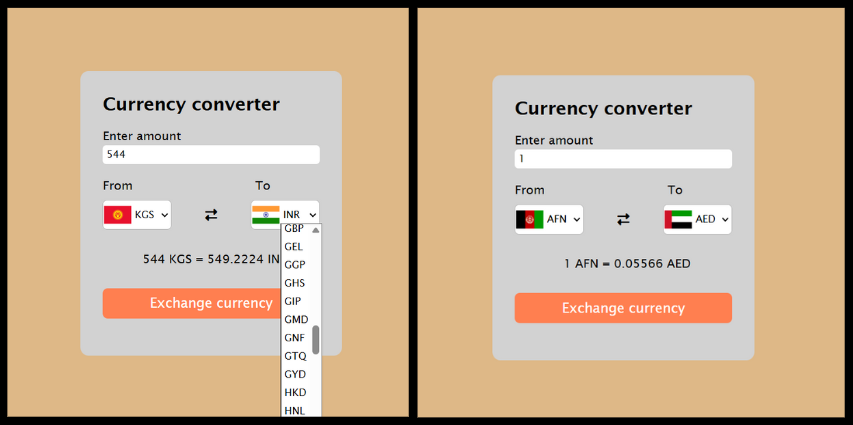 Currency converter
Enter amount
544
From To
KGS INR
544 KGS = 549.2224 IN
Exchange currency
GBP
GEL
GGP
GHS
GIP
GMD
GNF
GTQ
GYD
HKD
HNL
Currency converter
Enter amount
1
From To
AFN AED
1 AFN = 0.05566 AED
Exchange currency